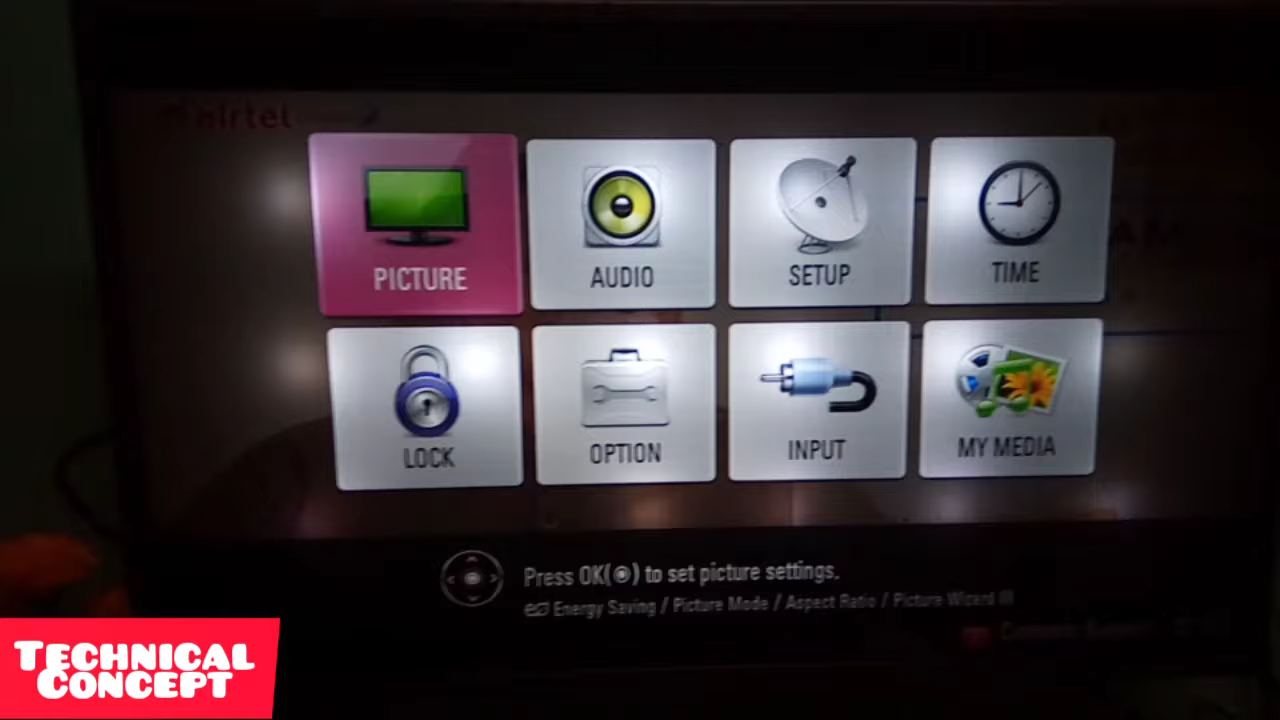 airtel
PICTURE
AUDIO
SETUP
TIME
LOCK
OPTION
INPUT
MY MEDIA
Press OK(◉) to set picture settings.
Energy Saving / Picture Mode / Aspect Ratio / Picture Wizard III
TECHNICAL
CONCEPT